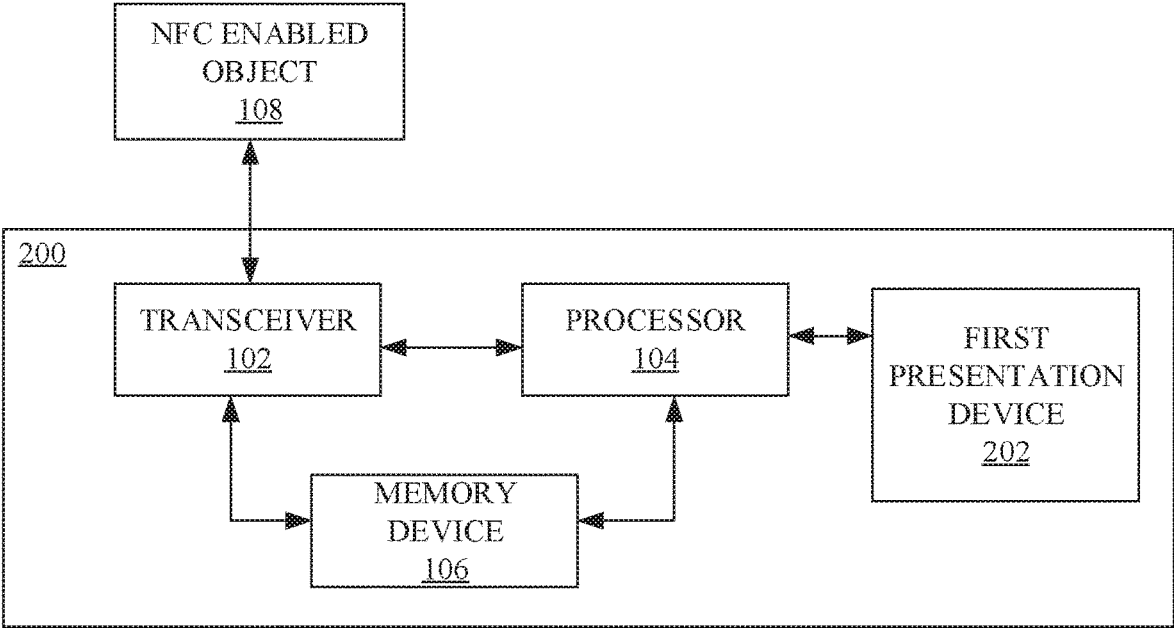 NFC ENABLED
OBJECT
108
200
TRANSCEIVER
102
PROCESSOR
104
FIRST
PRESENTATION
DEVICE
202
MEMORY
DEVICE
106